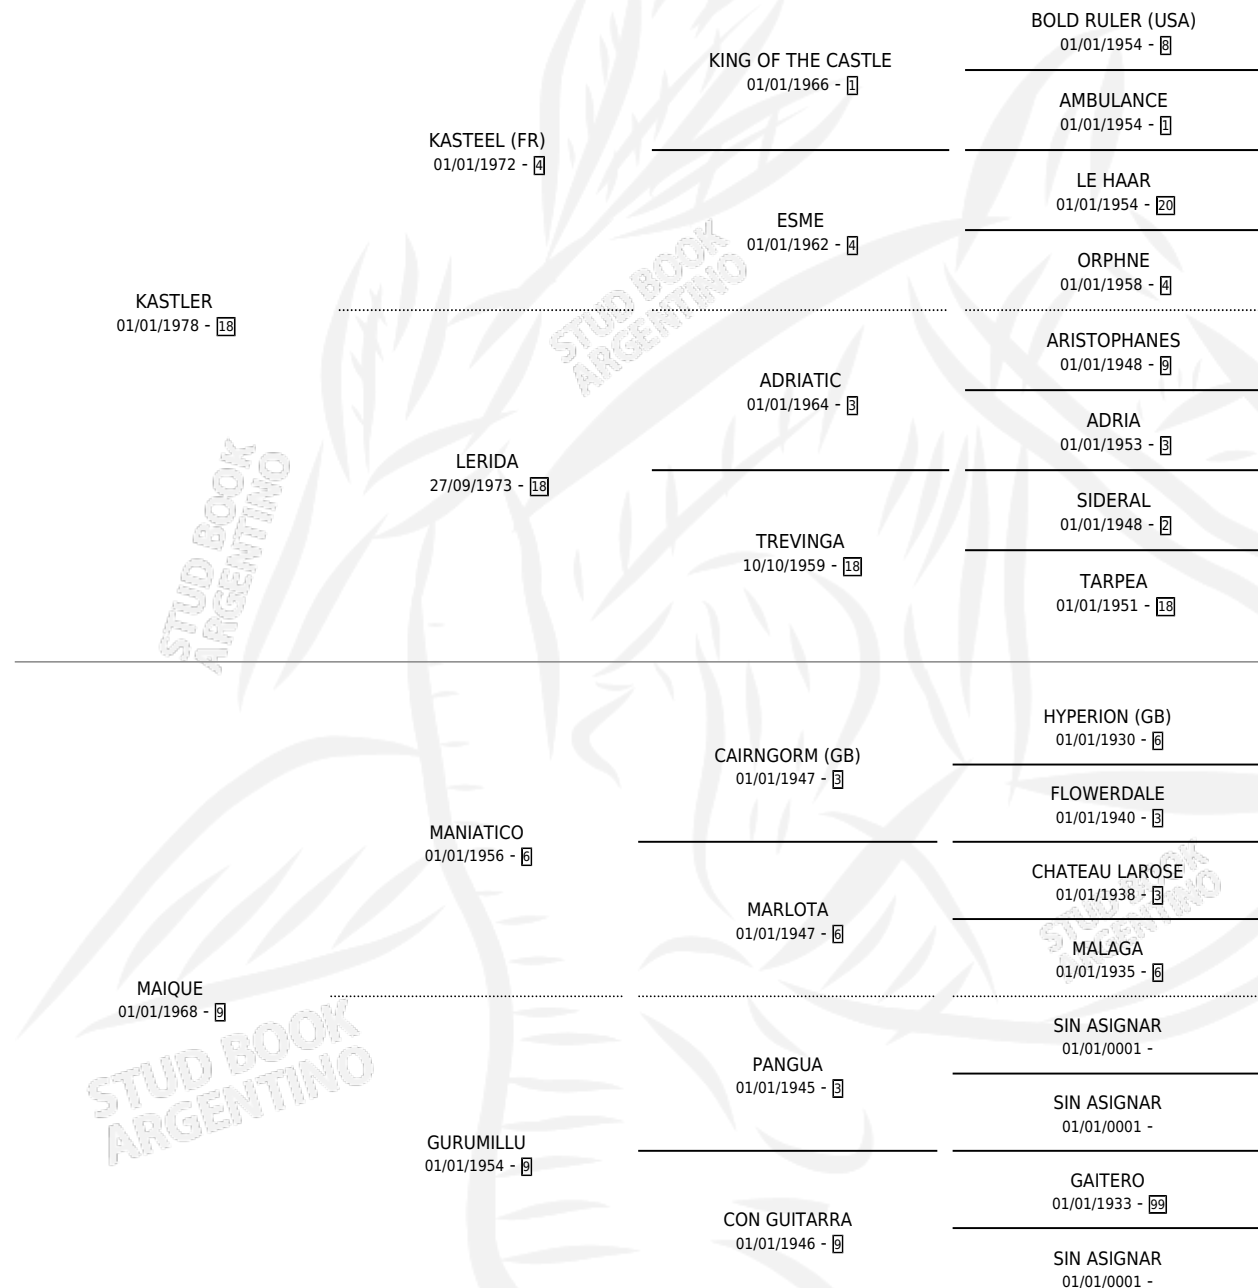 BOLD RULER (USA)
01/01/1954 - 8
KING OF THE CASTLE
01/01/1966 - 1
AMBULANCE
01/01/1954 - 1
KASTEEL (FR)
01/01/1972 - 4
LE HAAR
01/01/1954 - 20
ESME
01/01/1962 - 4
ORPHNE
01/01/1958 - 4
STUD BOOK
ARGENTINO
KASTLER
01/01/1978 - 18
ARISTOPHANES
01/01/1948 - 9
ADRIATIC
01/01/1964 - 3
ADRIA
01/01/1953 - 3
LERIDA
27/09/1973 - 18
SIDERAL
01/01/1948 - 2
TREVINGA
10/10/1959 - 18
TARPEA
01/01/1951 - 18
STUD BOOK
ARGENTINO
HYPERION (GB)
01/01/1930 - 6
CAIRNGORM (GB)
01/01/1947 - 3
FLOWERDALE
01/01/1940 - 3
MANIATICO
01/01/1956 - 6
CHATEAU LAROSE
01/01/1938 - 3
MARLOTA
01/01/1947 - 6
MALAGA
01/01/1935 - 6
STUD BOOK
ARGENTINO
MAIQUE
01/01/1968 - 9
SIN ASIGNAR
01/01/0001 -
PANGUA
01/01/1945 - 3
SIN ASIGNAR
01/01/0001 -
STUD BOOK
ARGENTINO
GURUMILLU
01/01/1954 - 9
GAITERO
01/01/1933 - 99
CON GUITARRA
01/01/1946 - 9
SIN ASIGNAR
01/01/0001 -